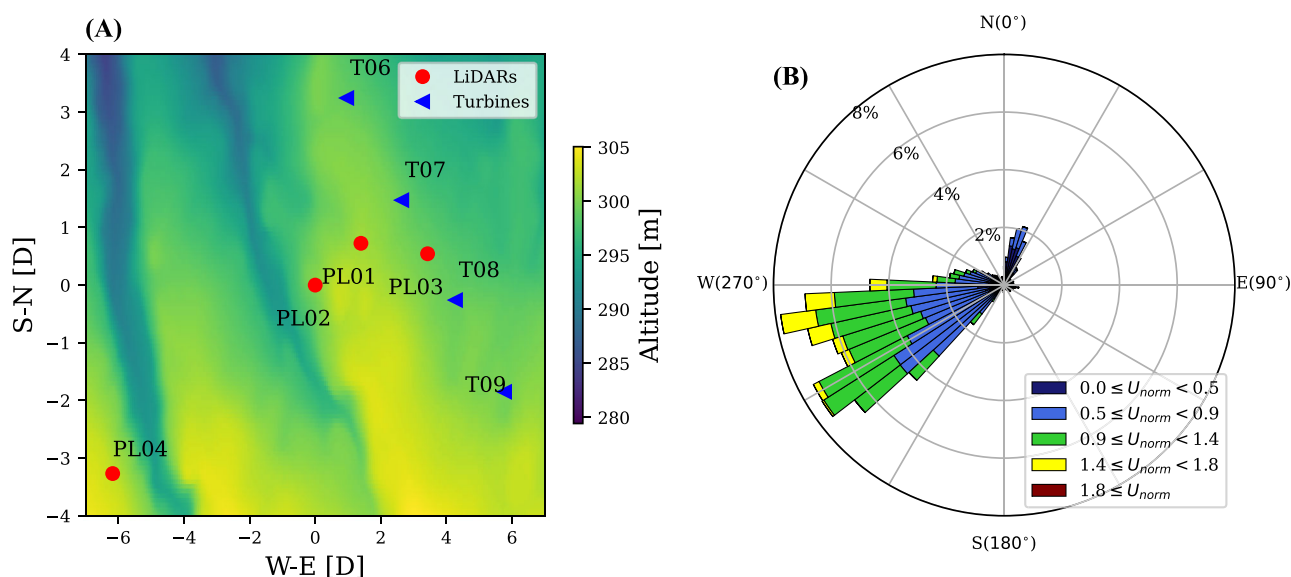 (A)
4
3
2
1
0
−1
−2
−3
−4
S-N [D]
−6
−4
−2
0
2
4
6
W-E [D]
LiDARs
Turbines
T06
T07
PL01
PL03
T08
PL02
T09
PL04
305
300
295
290
285
280
Altitude [m]
(B)
N(0°)
8%
6%
4%
2%
W(270°)
E(90°)
S(180°)
0.0 ≤ U_norm < 0.5
0.5 ≤ U_norm < 0.9
0.9 ≤ U_norm < 1.4
1.4 ≤ U_norm < 1.8
1.8 ≤ U_norm